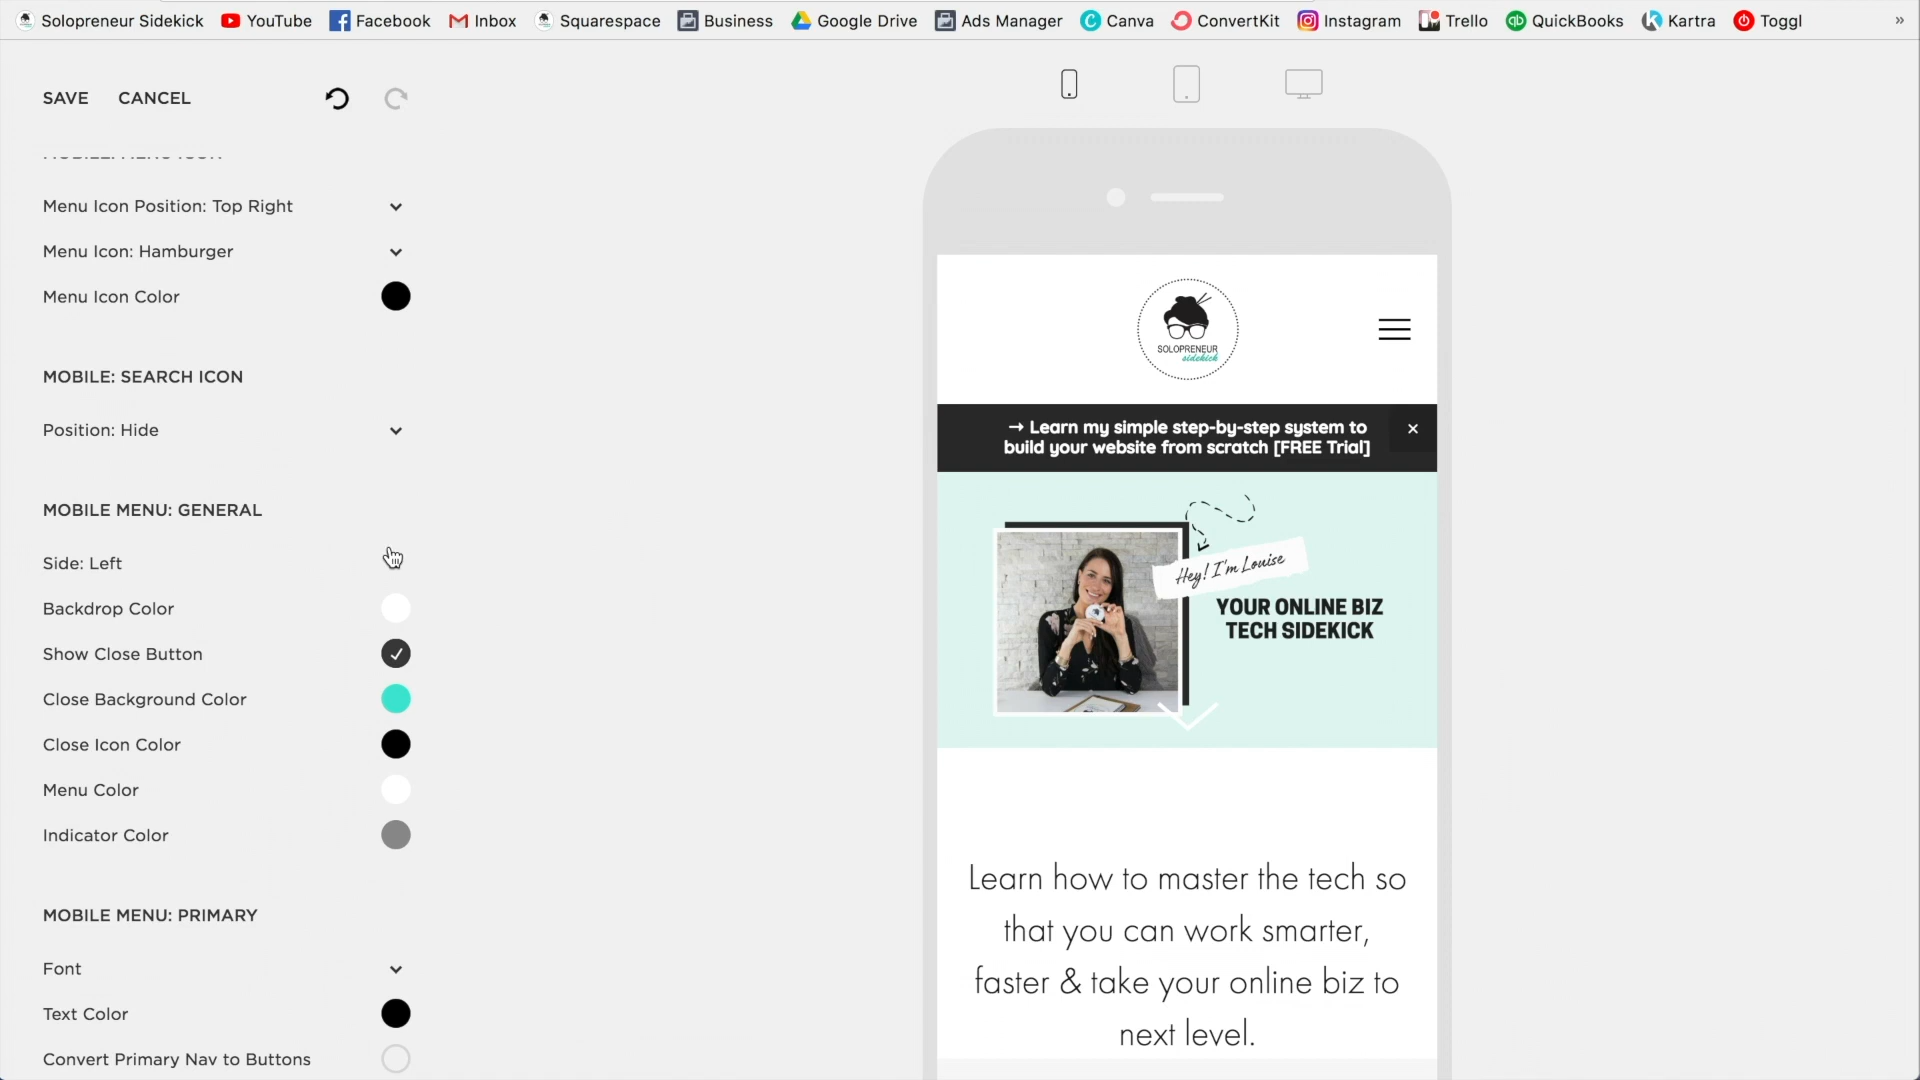 Solopreneur Sidekick YouTube Facebook Inbox Squarespace Business Google Drive Ads Manager Canva ConvertKit Instagram Trello QuickBooks Kartra Toggl »
SAVE CANCEL
Menu Icon Position: Top Right
Menu Icon: Hamburger
Menu Icon Color
MOBILE: SEARCH ICON
Position: Hide
MOBILE MENU: GENERAL
Side: Left
Backdrop Color
Show Close Button
Close Background Color
Close Icon Color
Menu Color
Indicator Color
MOBILE MENU: PRIMARY
Font
Text Color
Convert Primary Nav to Buttons
SOLOPRENEUR
sidekick
→ Learn my simple step-by-step system to
build your website from scratch [FREE Trial]
Hey! I'm Louise
YOUR ONLINE BIZ
TECH SIDEKICK
Learn how to master the tech so
that you can work smarter,
faster & take your online biz to
next level.